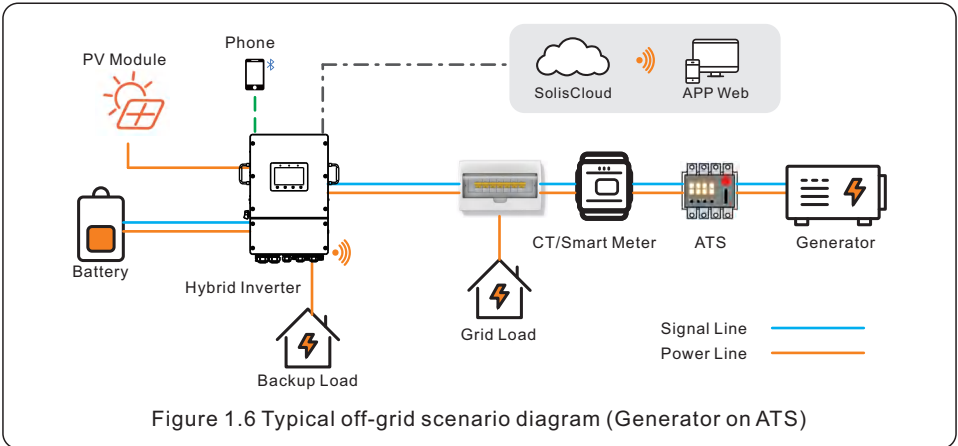 Phone
PV Module
SolisCloud
APP Web
CT/Smart Meter
ATS
Generator
Battery
Hybrid Inverter
Grid Load
Signal Line
Power Line
Backup Load
Figure 1.6 Typical off-grid scenario diagram (Generator on ATS)